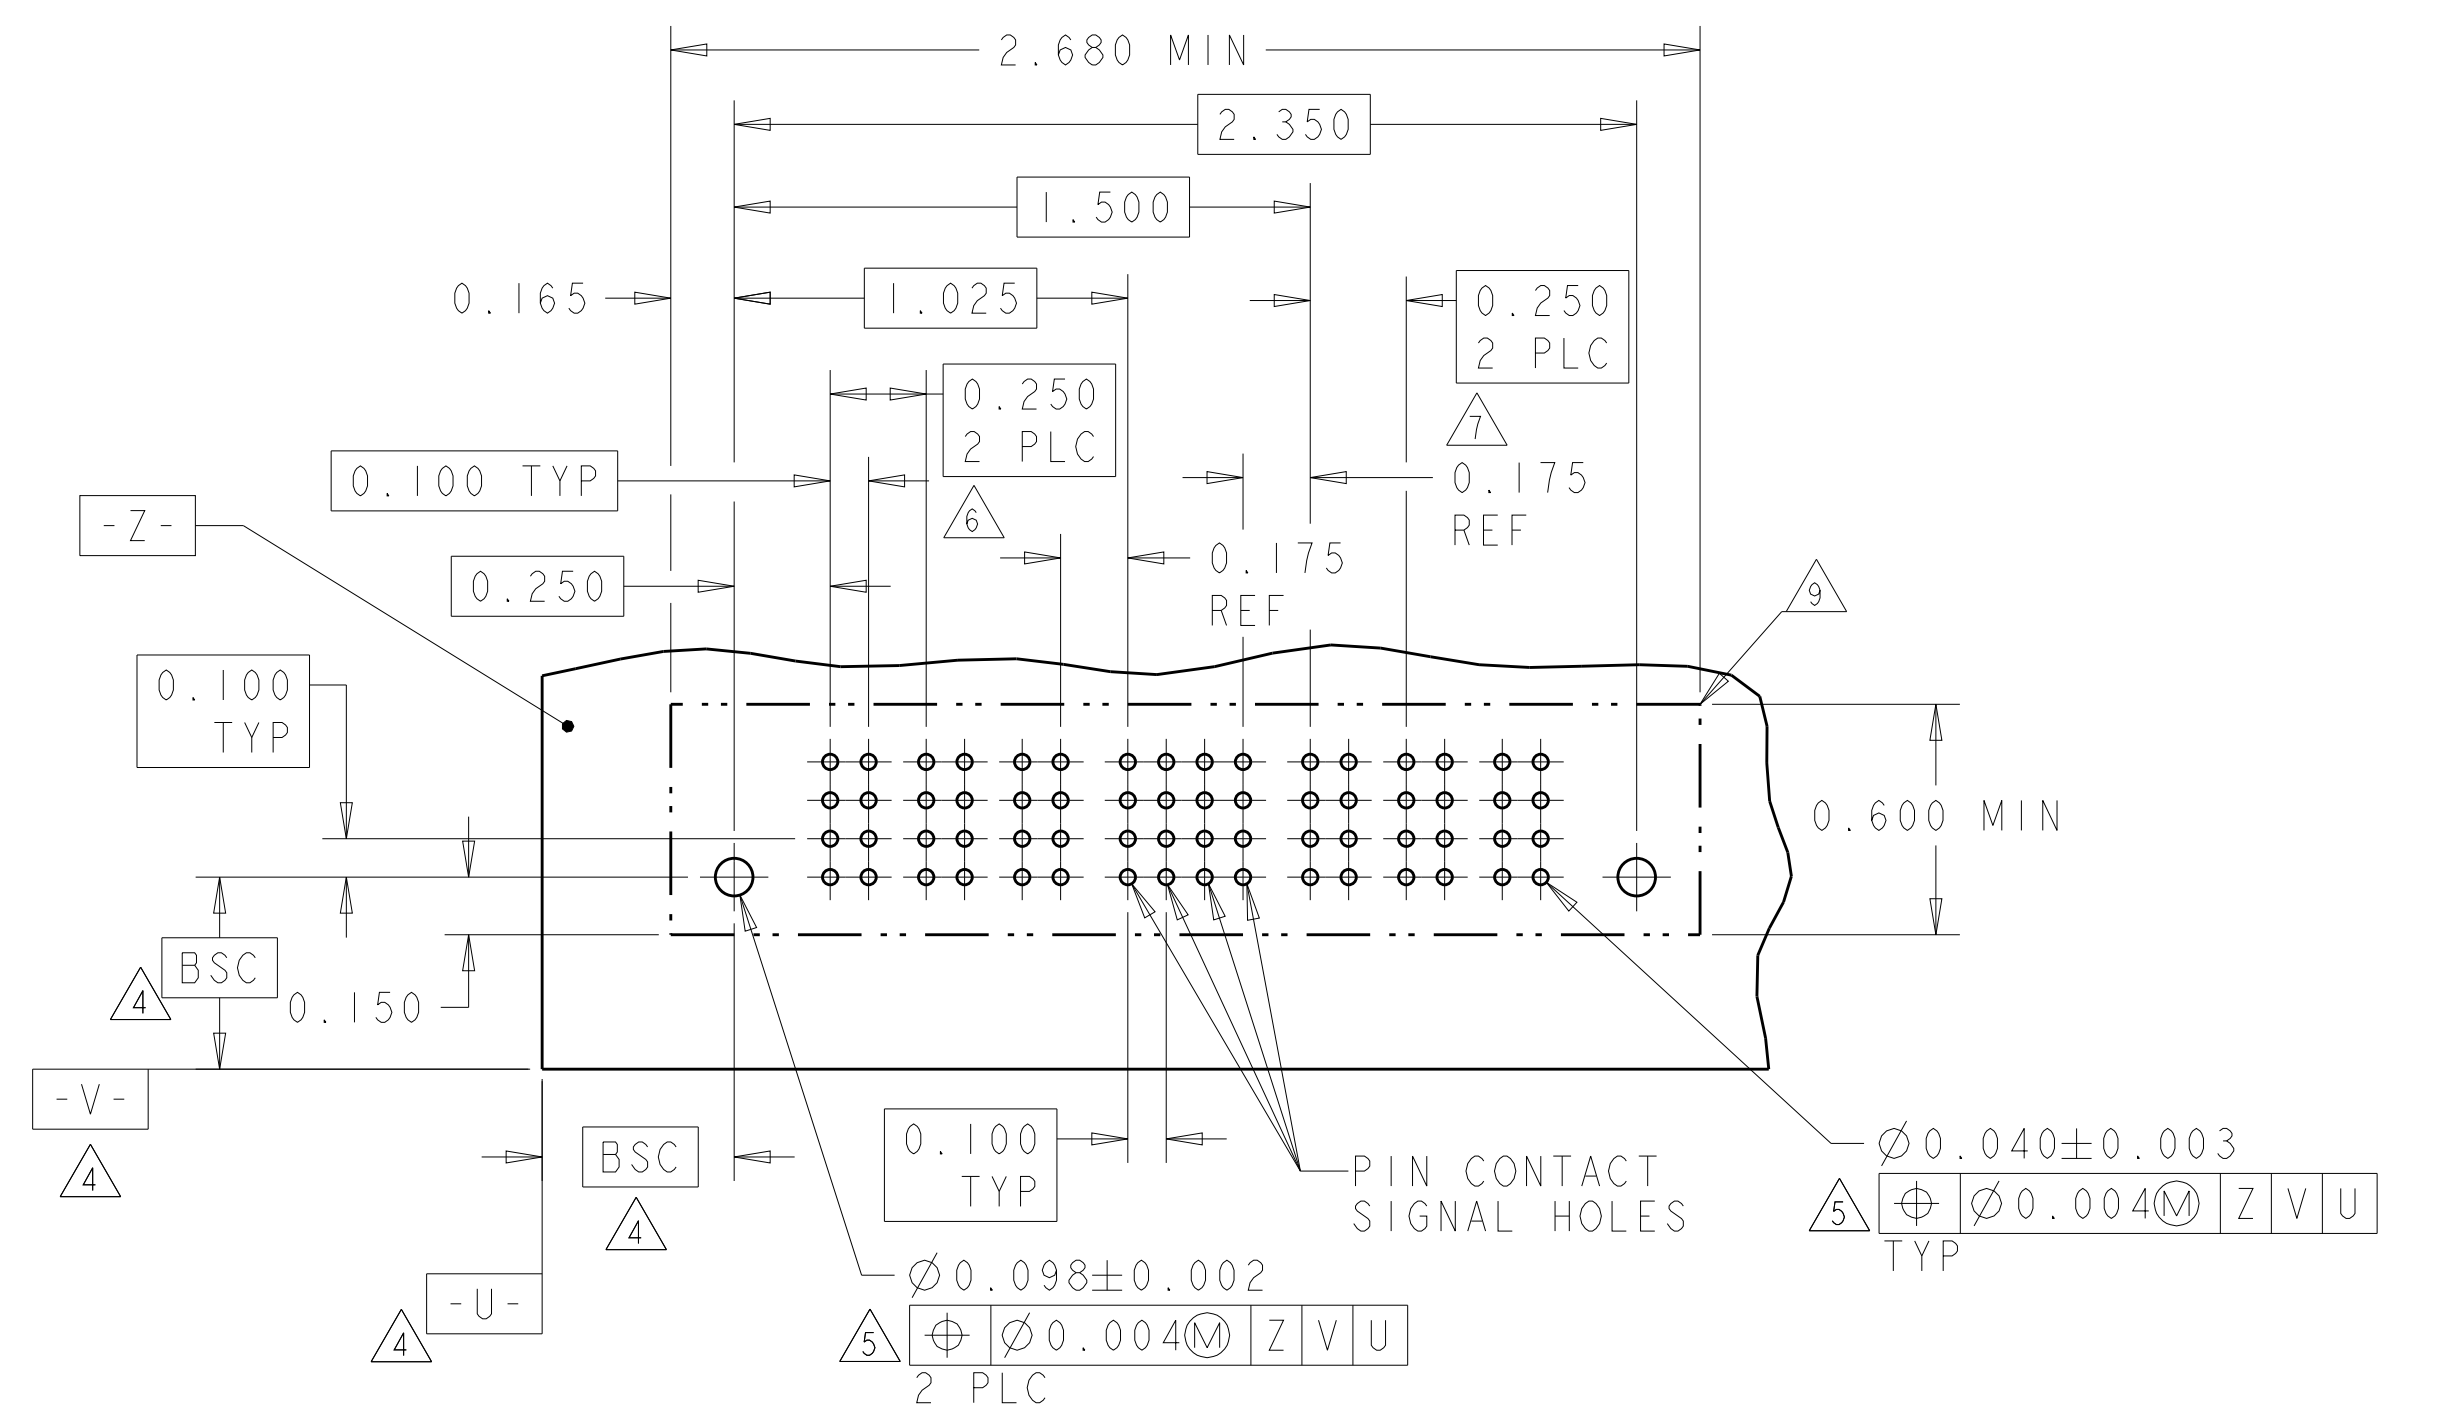 2.680 MIN
2.350
1.500
0.165
1.025
0.250
2 PLC
7
0.250
2 PLC
6
0.100 TYP
0.175
REF
-Z-
0.175
REF
0.250
9
0.100
TYP
0.600 MIN
BSC
4
0.150
-V-
4
BSC
4
0.100
TYP
PIN CONTACT
SIGNAL HOLES
Ø0.040±0.003
5
⌖ Ø0.004Ⓜ Z V U
TYP
-U-
4
Ø0.098±0.002
5
⌖ Ø0.004Ⓜ Z V U
2 PLC